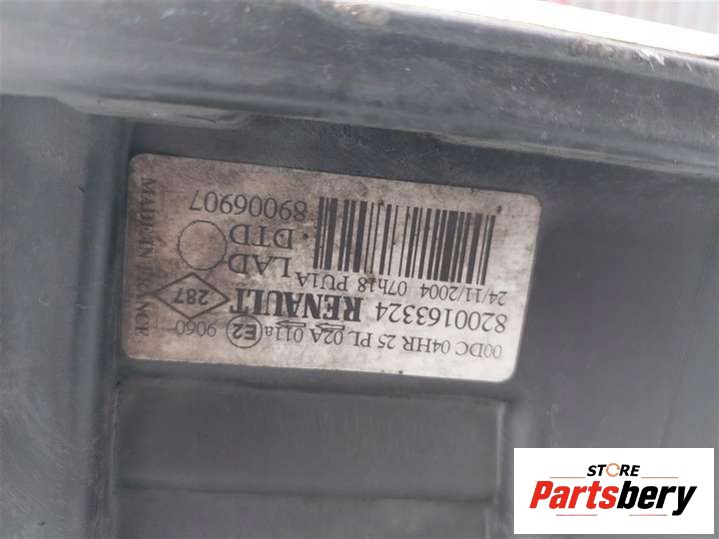 00DC 04HR 25 PL 02A 011a E2 9060
8200163324 RENAULT 287
24/11/2004 07h18 PU1A LAD
DTD
89006907
MADE IN FRANCE
STORE
Partsbery